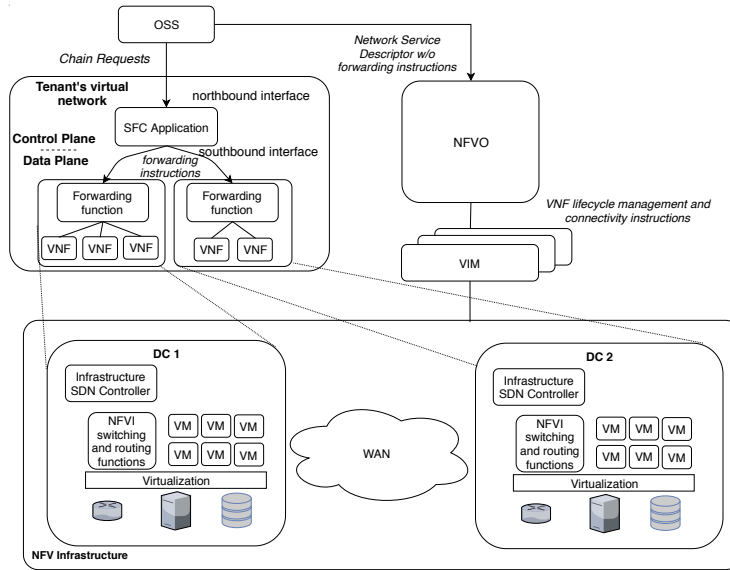 OSS
Chain Requests
Network Service
Descriptor w/o
forwarding instructions
Tenant's virtual
network
northbound interface
SFC Application
NFVO
Control Plane
Data Plane
southbound interface
forwarding
instructions
Forwarding
function
Forwarding
function
VNF
VNF
VNF
VNF
VNF
VNF lifecycle management and
connectivity instructions
VIM
DC 1
Infrastructure
SDN Controller
NFVI
switching
and routing
functions
VM
VM
VM
VM
VM
VM
Virtualization
WAN
DC 2
Infrastructure
SDN Controller
NFVI
switching
and routing
functions
VM
VM
VM
VM
VM
VM
Virtualization
NFV Infrastructure